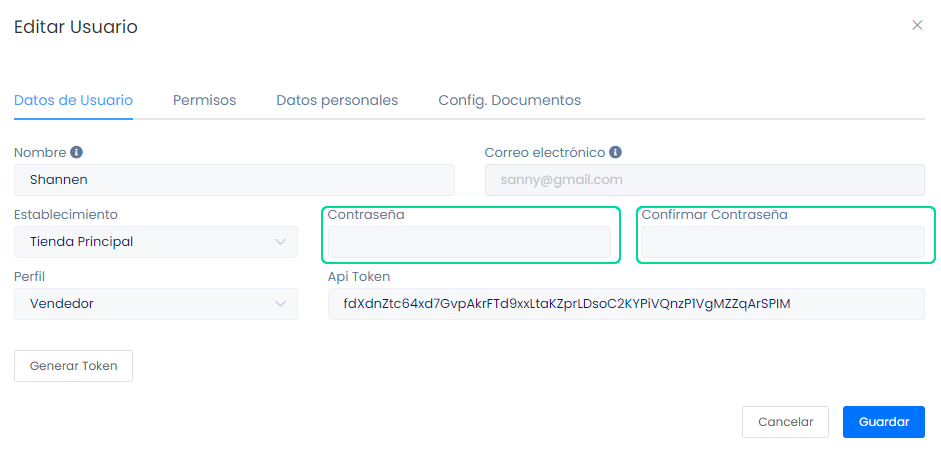 Editar Usuario
Datos de Usuario Permisos Datos personales Config. Documentos
Nombre Correo electrónico
Shannen sanny@gmail.com
Establecimiento Contraseña Confirmar Contraseña
Tienda Principal
Perfil Api Token
Vendedor fdXdnZtc64xd7GvpAkrFTd9xxLtaKZprLDsoC2KYPiVQnzP1VgMZZqArSPIM
Generar Token
Cancelar Guardar